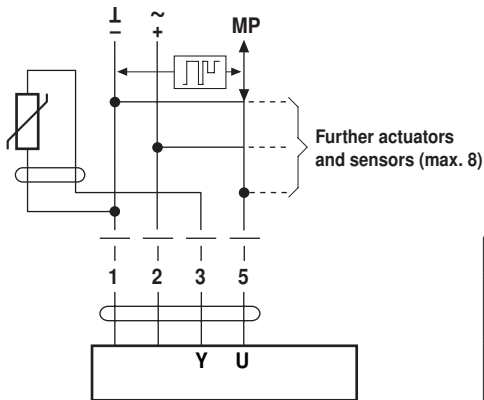 ⊥ ~ MP
– +
Further actuators
and sensors (max. 8)
1 2 3 5
Y U